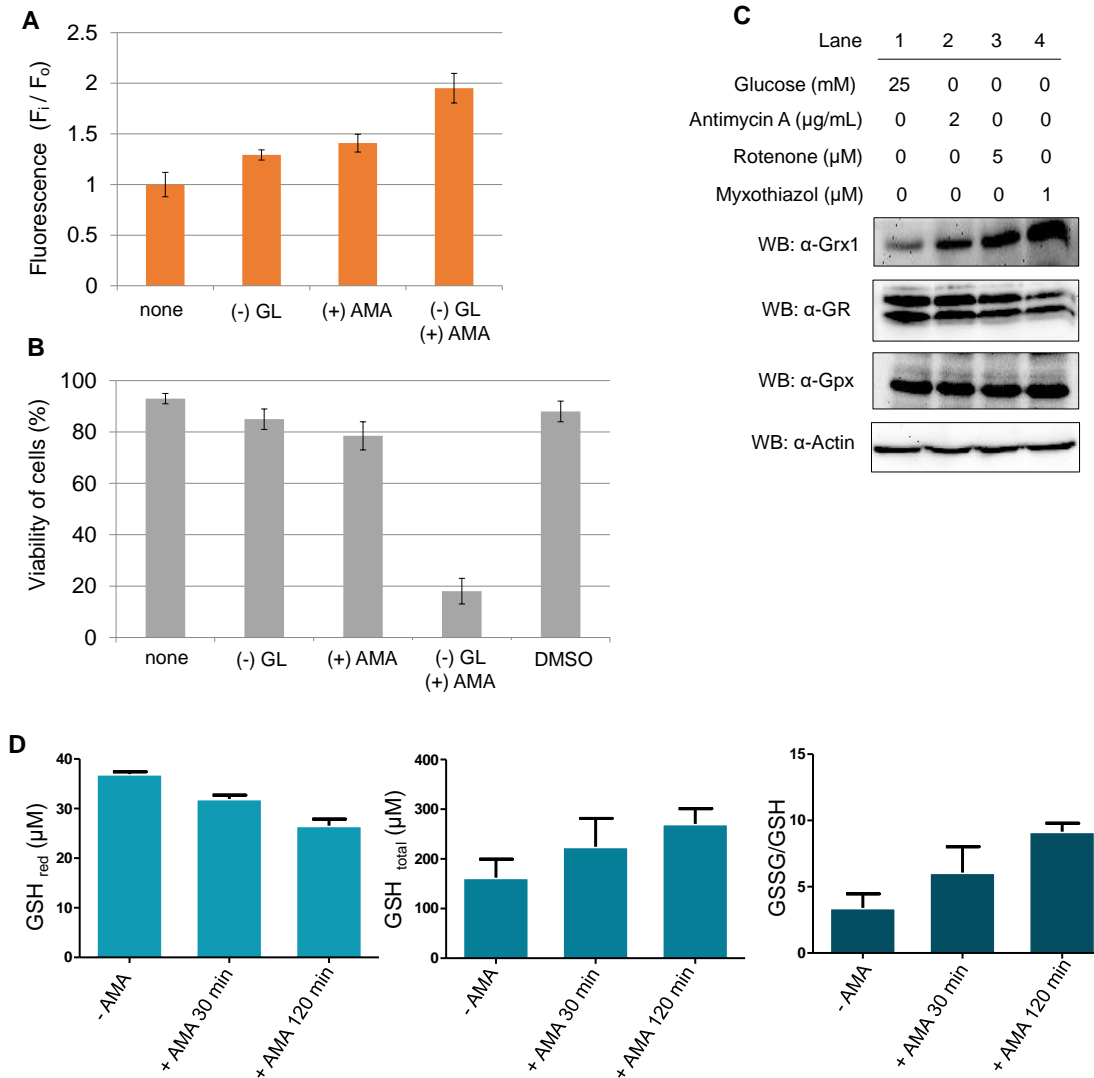 A
2.5
2
1.5
1
0.5
0
Fluorescence (Fi / Fo)
none
(-) GL
(+) AMA
(-) GL
(+) AMA
B
100
80
60
40
20
0
Viability of cells (%)
none
(-) GL
(+) AMA
(-) GL
(+) AMA
DMSO
C
Lane 1 2 3 4
Glucose (mM) 25 0 0 0
Antimycin A (µg/mL) 0 2 0 0
Rotenone (µM) 0 0 5 0
Myxothiazol (µM) 0 0 0 1
WB: α-Grx1
WB: α-GR
WB: α-Gpx
WB: α-Actin
D
40
30
20
10
0
GSH red (µM)
- AMA
+ AMA 30 min
+ AMA 120 min
400
300
200
100
0
GSH total (µM)
- AMA
+ AMA 30 min
+ AMA 120 min
15
10
5
0
GSSG/GSH
- AMA
+ AMA 30 min
+ AMA 120 min